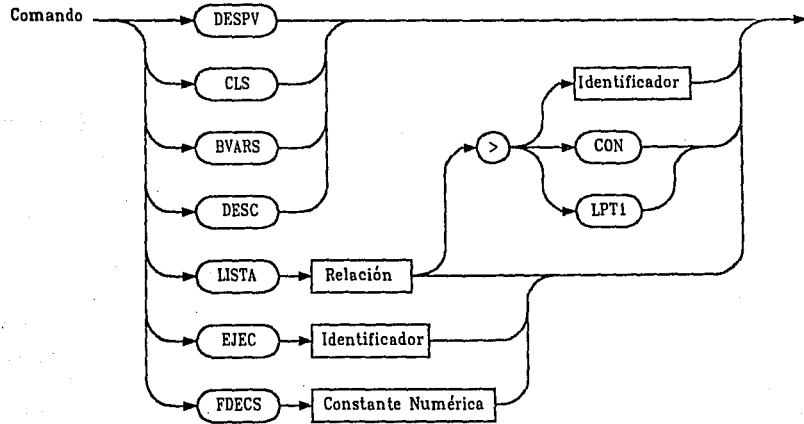 Comando DESPV
CLS Identificador
BVARS > CON
DESC LPT1
LISTA Relación
EJEC Identificador
FDECS Constante Numérica